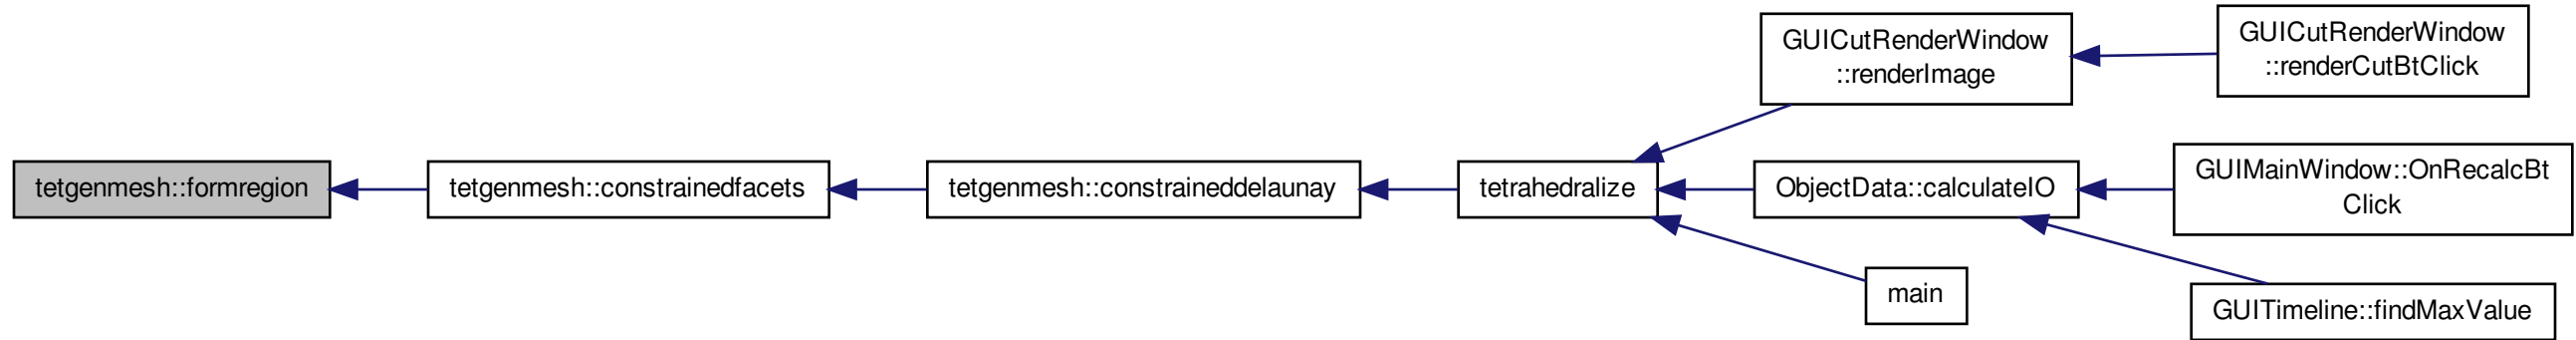 tetgenmesh::formregion
tetgenmesh::constrainedfacets
tetgenmesh::constraineddelaunay
tetrahedralize
GUICutRenderWindow
::renderImage
GUICutRenderWindow
::renderCutBtClick
ObjectData::calculateIO
GUIMainWindow::OnRecalcBt
Click
main
GUITimeline::findMaxValue